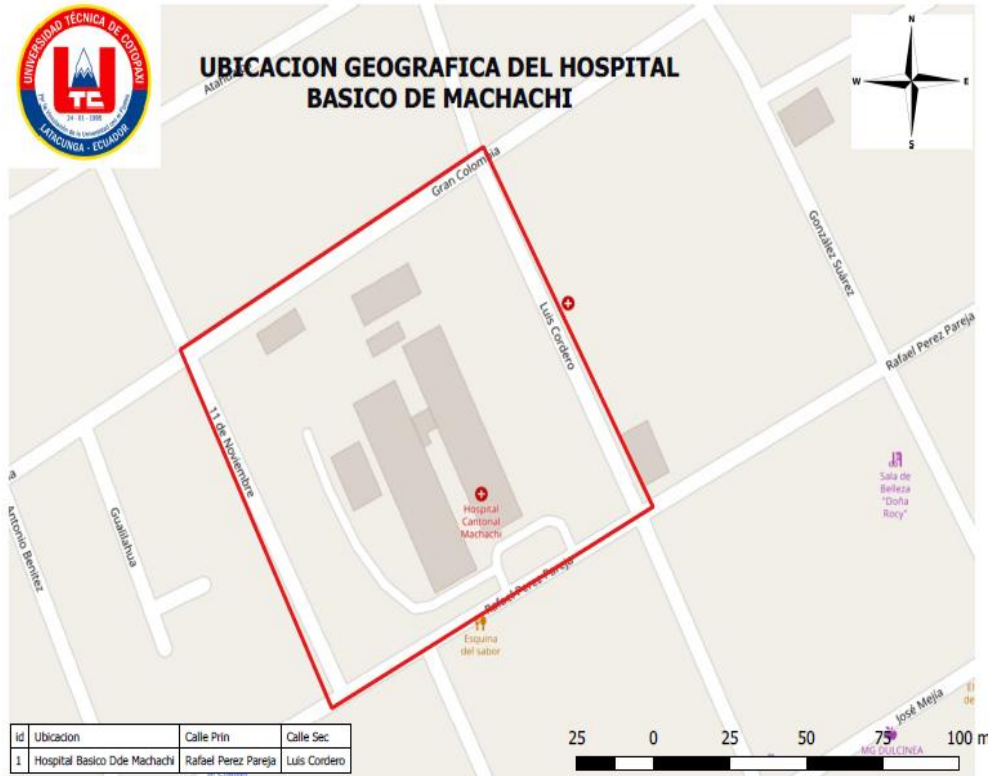 UNIVERSIDAD TÉCNICA DE COTOPAXI
UTC
24 - 01 - 1995
LATACUNGA - ECUADOR
UBICACION GEOGRAFICA DEL HOSPITAL
BASICO DE MACHACHI
N
W
E
S
Gran Colombia
González Suárez
Luis Cordero
Rafael Perez Pareja
11 de Noviembre
Sala de
Belleza
"Doña
Rocy"
Hospital
Cantonal
Machachi
Gualilahua
Antonio Benitez
Rafael Perez Pareja
Esquina
del sabor
José Mejía
MG DULCINEA
id Ubicacion Calle Prin Calle Sec
1 Hospital Basico Dde Machachi Rafael Perez Pareja Luis Cordero
25 0 25 50 75 100 m